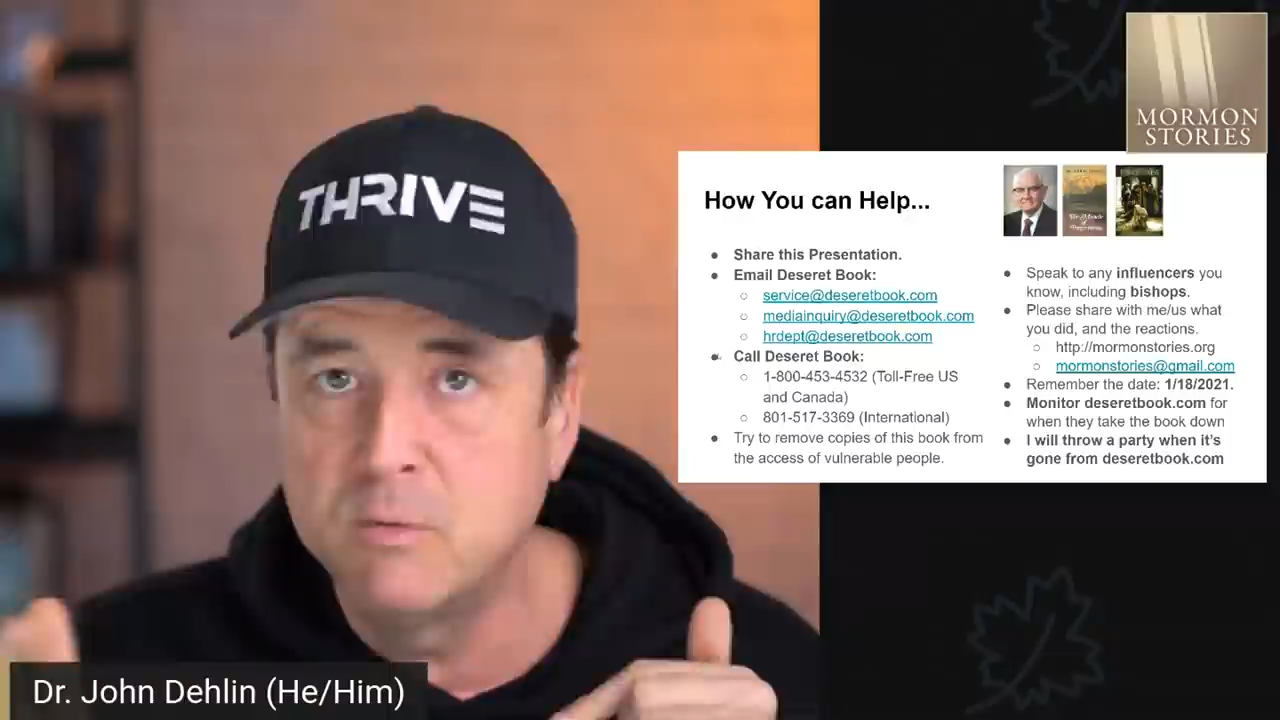 THRIVE
MORMON
STORIES
How You can Help...
● Share this Presentation.
● Email Deseret Book:
○ service@deseretbook.com
○ mediainquiry@deseretbook.com
○ hrdept@deseretbook.com
● Call Deseret Book:
○ 1-800-453-4532 (Toll-Free US
and Canada)
○ 801-517-3369 (International)
● Try to remove copies of this book from
the access of vulnerable people.
● Speak to any influencers you
know, including bishops.
● Please share with me/us what
you did, and the reactions.
○ http://mormonstories.org
○ mormonstories@gmail.com
● Remember the date: 1/18/2021.
● Monitor deseretbook.com for
when they take the book down
● I will throw a party when it's
gone from deseretbook.com
Dr. John Dehlin (He/Him)